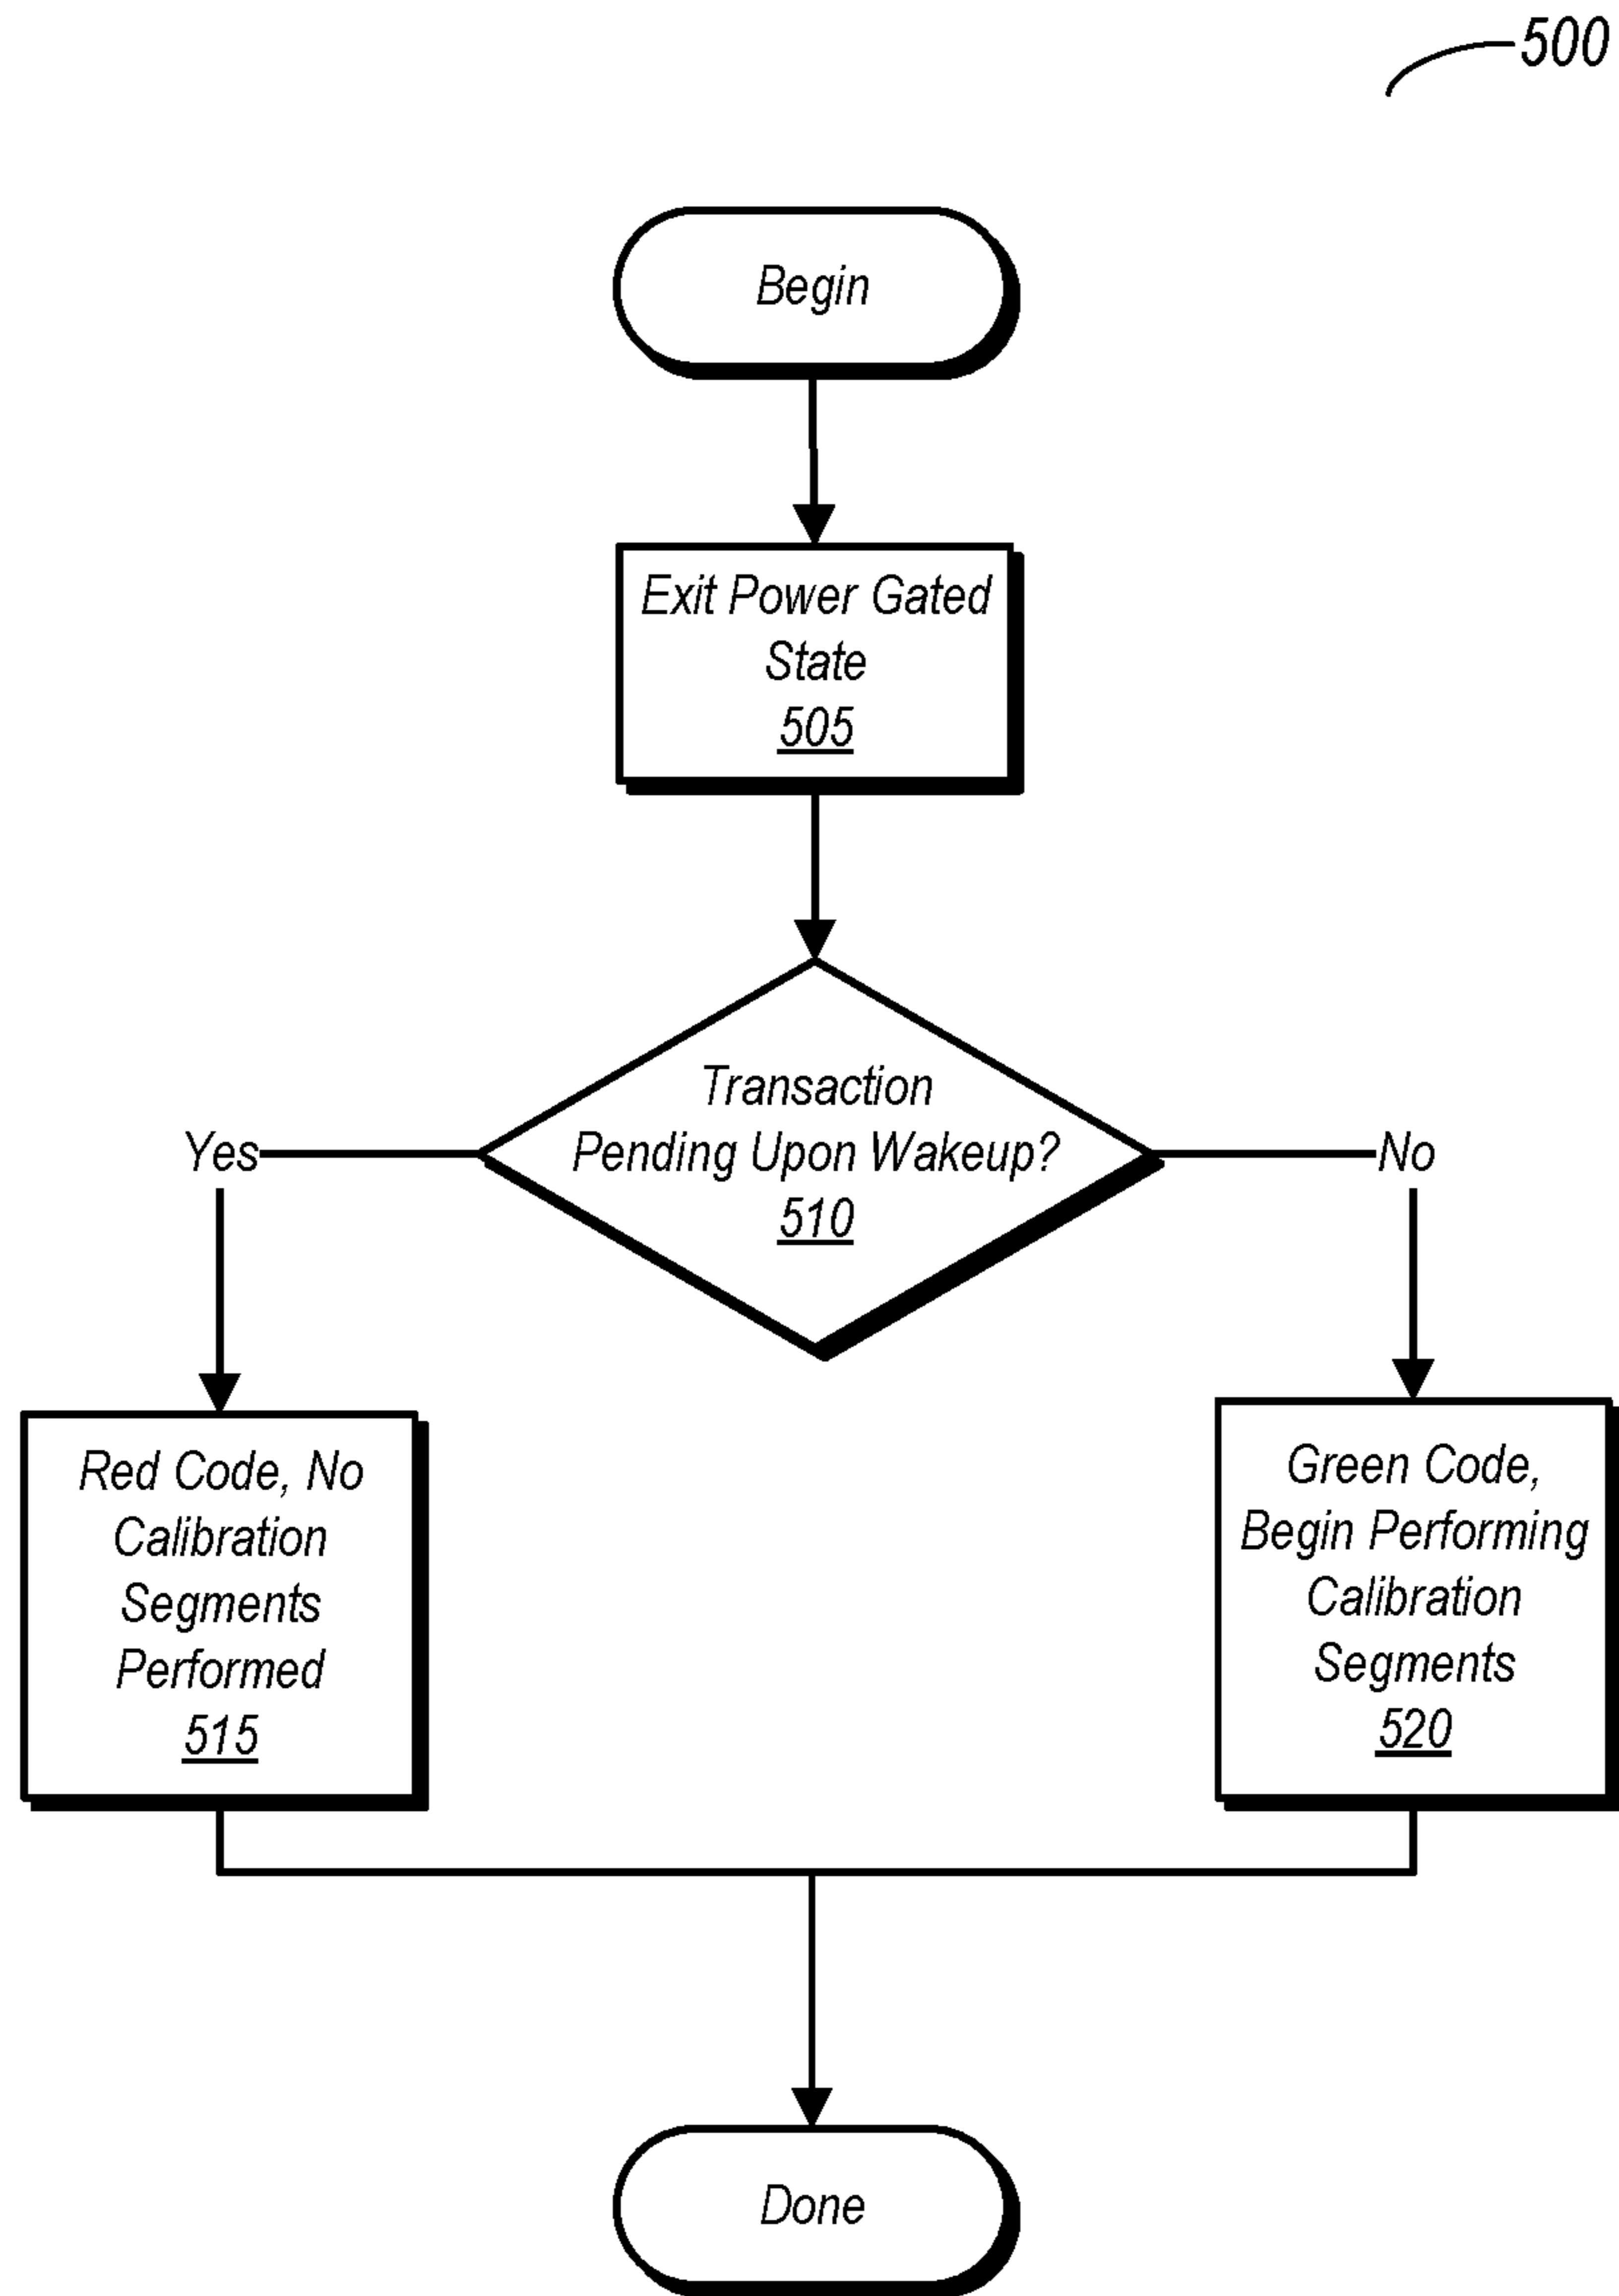 500
Begin
Exit Power Gated
State
505
Transaction
Pending Upon Wakeup?
510
Yes
No
Red Code, No
Calibration
Segments
Performed
515
Green Code,
Begin Performing
Calibration
Segments
520
Done